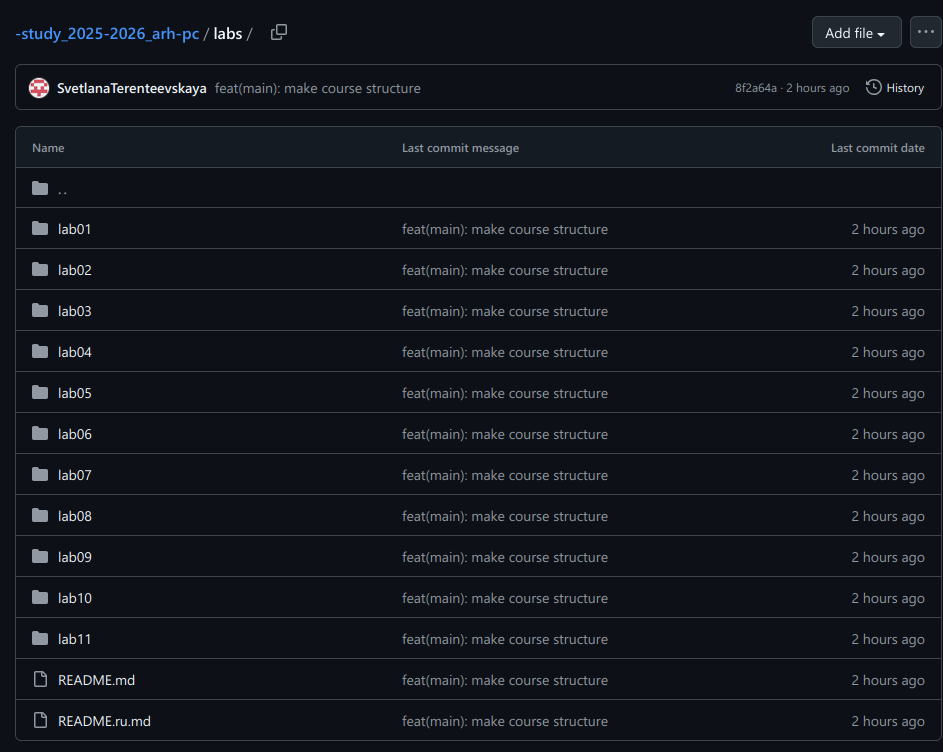 -study_2025-2026_arh-pc / labs /
Add file
SvetlanaTerenteevskaya feat(main): make course structure 8f2a64a · 2 hours ago History
Name Last commit message Last commit date
..
lab01 feat(main): make course structure 2 hours ago
lab02 feat(main): make course structure 2 hours ago
lab03 feat(main): make course structure 2 hours ago
lab04 feat(main): make course structure 2 hours ago
lab05 feat(main): make course structure 2 hours ago
lab06 feat(main): make course structure 2 hours ago
lab07 feat(main): make course structure 2 hours ago
lab08 feat(main): make course structure 2 hours ago
lab09 feat(main): make course structure 2 hours ago
lab10 feat(main): make course structure 2 hours ago
lab11 feat(main): make course structure 2 hours ago
README.md feat(main): make course structure 2 hours ago
README.ru.md feat(main): make course structure 2 hours ago